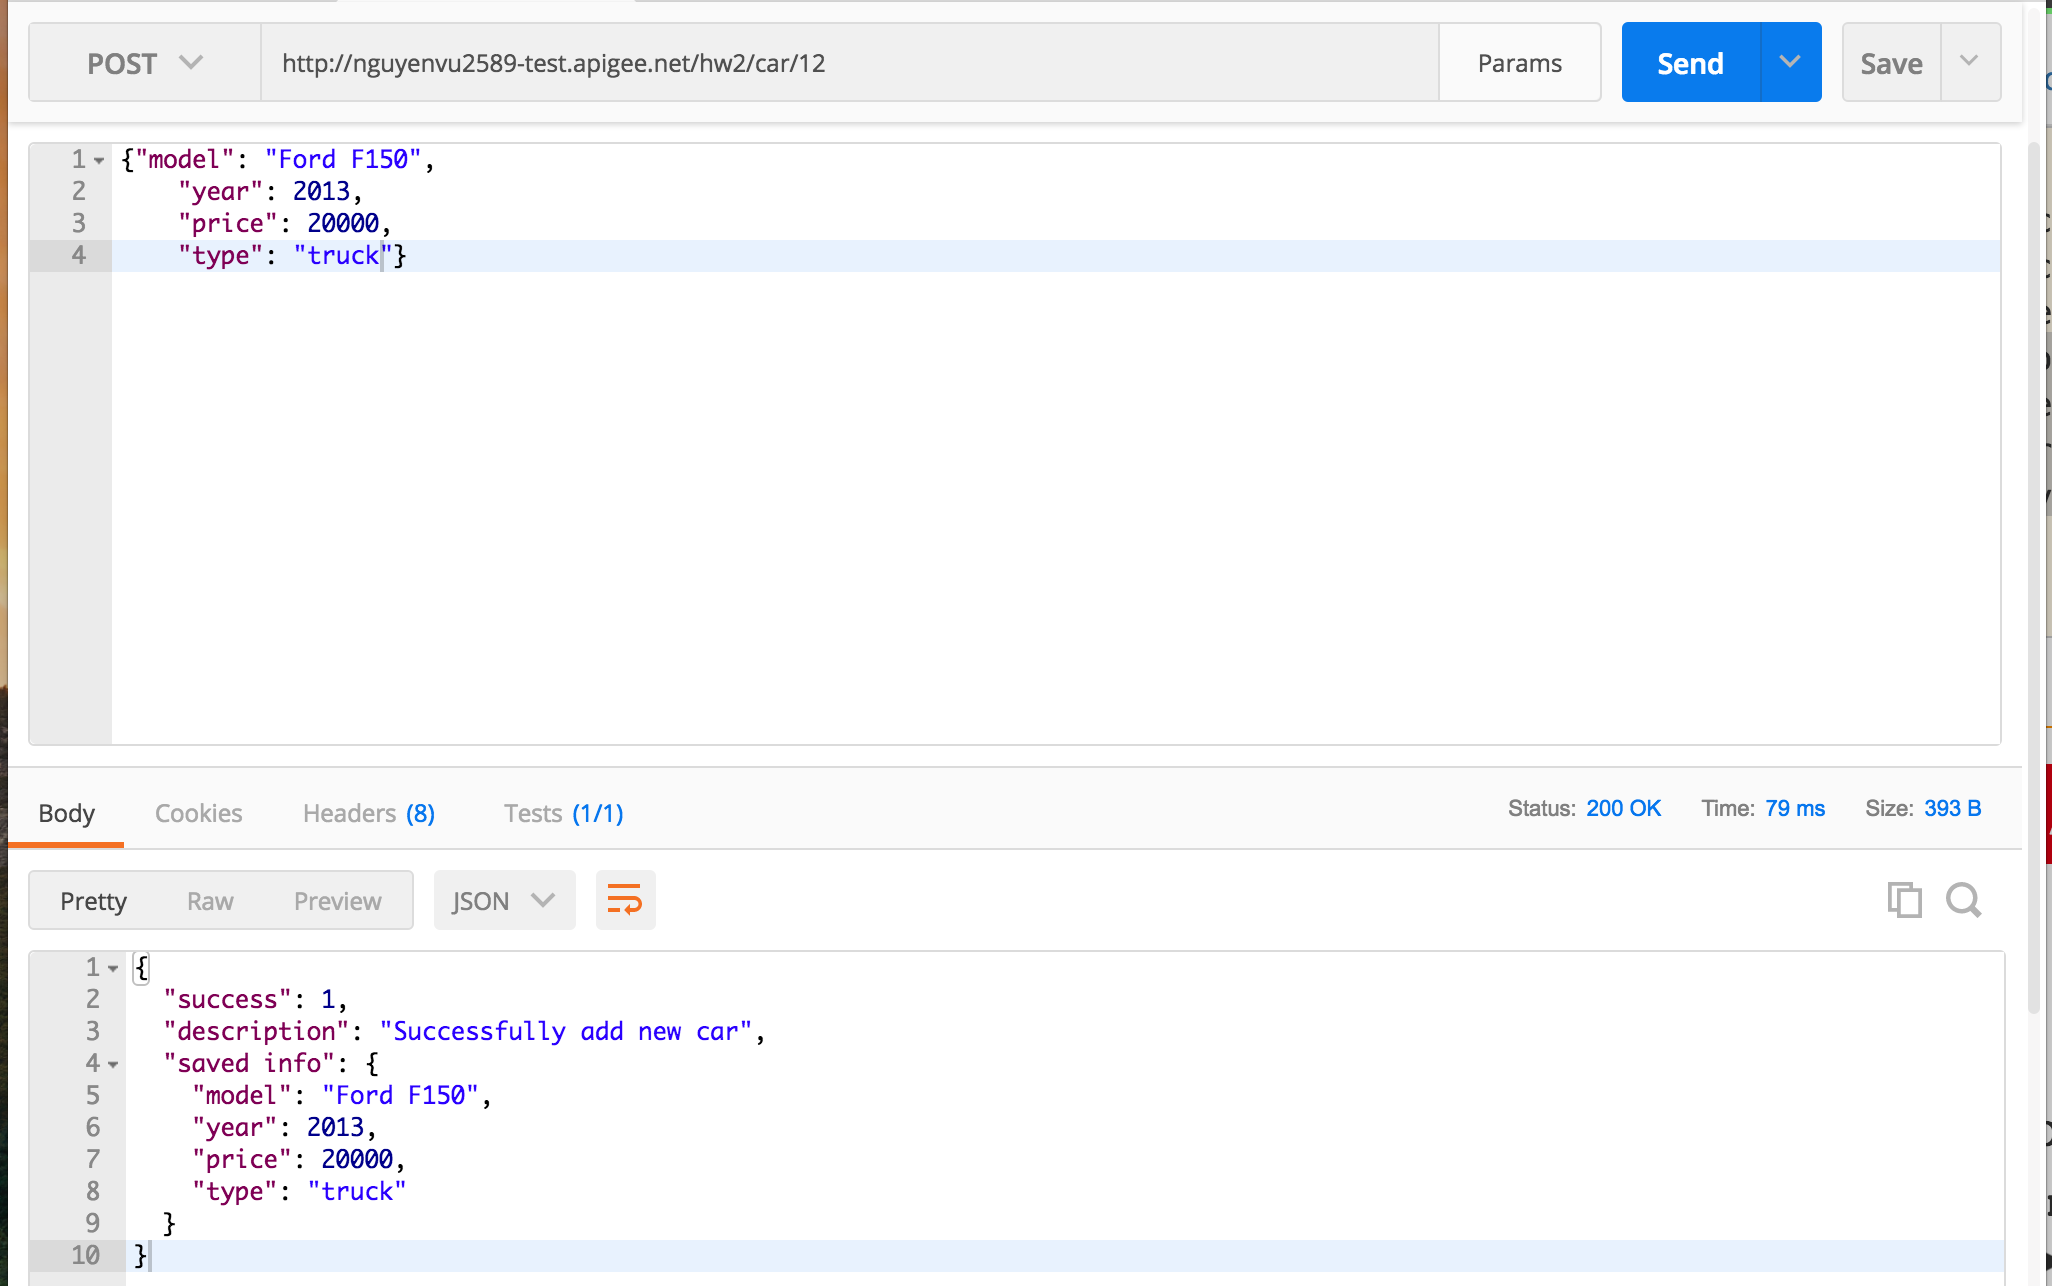 POST http://nguyenvu2589-test.apigee.net/hw2/car/12 Params Send Save
1 {"model": "Ford F150",
2 "year": 2013,
3 "price": 20000,
4 "type": "truck"}
Body Cookies Headers (8) Tests (1/1) Status: 200 OK Time: 79 ms Size: 393 B
Pretty Raw Preview JSON
1 {
2 "success": 1,
3 "description": "Successfully add new car",
4 "saved info": {
5 "model": "Ford F150",
6 "year": 2013,
7 "price": 20000,
8 "type": "truck"
9 }
10 }